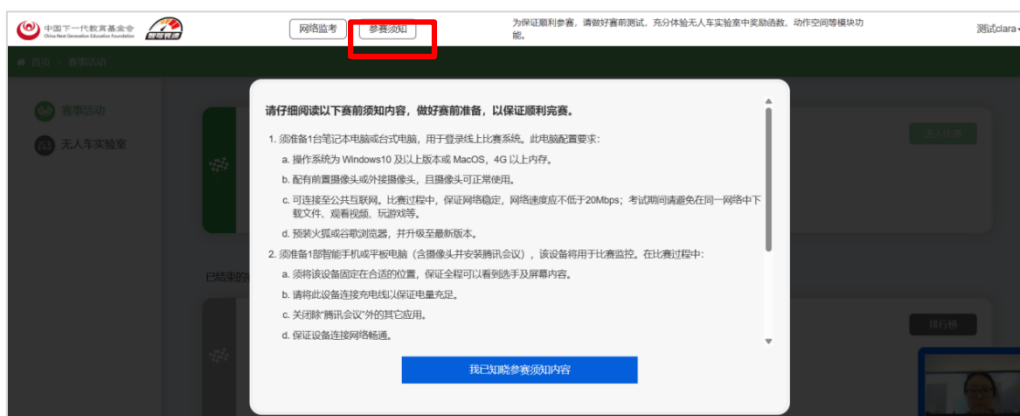 中国下一代教育基金会
China Next Generation Education Foundation
网络监考
参赛须知
为保证顺利参赛，请做好赛前测试，充分体验无人车实验室中奖励函数、动作空间等模块功
能。
测试clara
首页 > 赛事活动
赛事活动
无人车实验室
进入比赛
已结束的
排行榜
请仔细阅读以下赛前须知内容，做好赛前准备，以保证顺利完赛。
1. 须准备1台笔记本电脑或台式电脑，用于登录线上比赛系统。此电脑配置要求：
a. 操作系统为 Windows10 及以上版本或 MacOS，4G 以上内存。
b. 配有前置摄像头或外接摄像头，且摄像头可正常使用。
c. 可连接至公共互联网。比赛过程中，保证网络稳定，网络速度应不低于20Mbps；考试期间请避免在同一网络中下
载文件、观看视频、玩游戏等。
d. 预装火狐或谷歌浏览器，并升级至最新版本。
2. 须准备1部智能手机或平板电脑（含摄像头并安装腾讯会议），该设备将用于比赛监控。在比赛过程中：
a. 须将该设备固定在合适的位置，保证全程可以看到选手及屏幕内容。
b. 请将此设备连接充电线以保证电量充足。
c. 关闭除“腾讯会议”外的其它应用。
d. 保证设备连接网络畅通。
我已知晓参赛须知内容